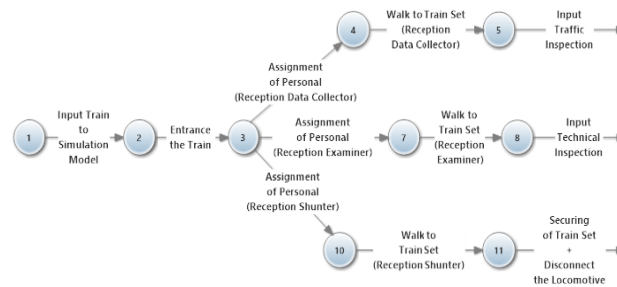 4
Walk to Train Set
(Reception
Data Collector)
5
Input
Traffic
Inspection
Assignment
of Personal
(Reception Data Collector)
1
Input Train
to
Simulation
Model
2
Entrance
the Train
3
Assignment
of Personal
(Reception Examiner)
7
Walk to
Train Set
(Reception
Examiner)
8
Input
Technical
Inspection
Assignment
of Personal
(Reception Shunter)
10
Walk to
Train Set
(Reception Shunter)
11
Securing
of Train Set
+
Disconnect
the Locomotive